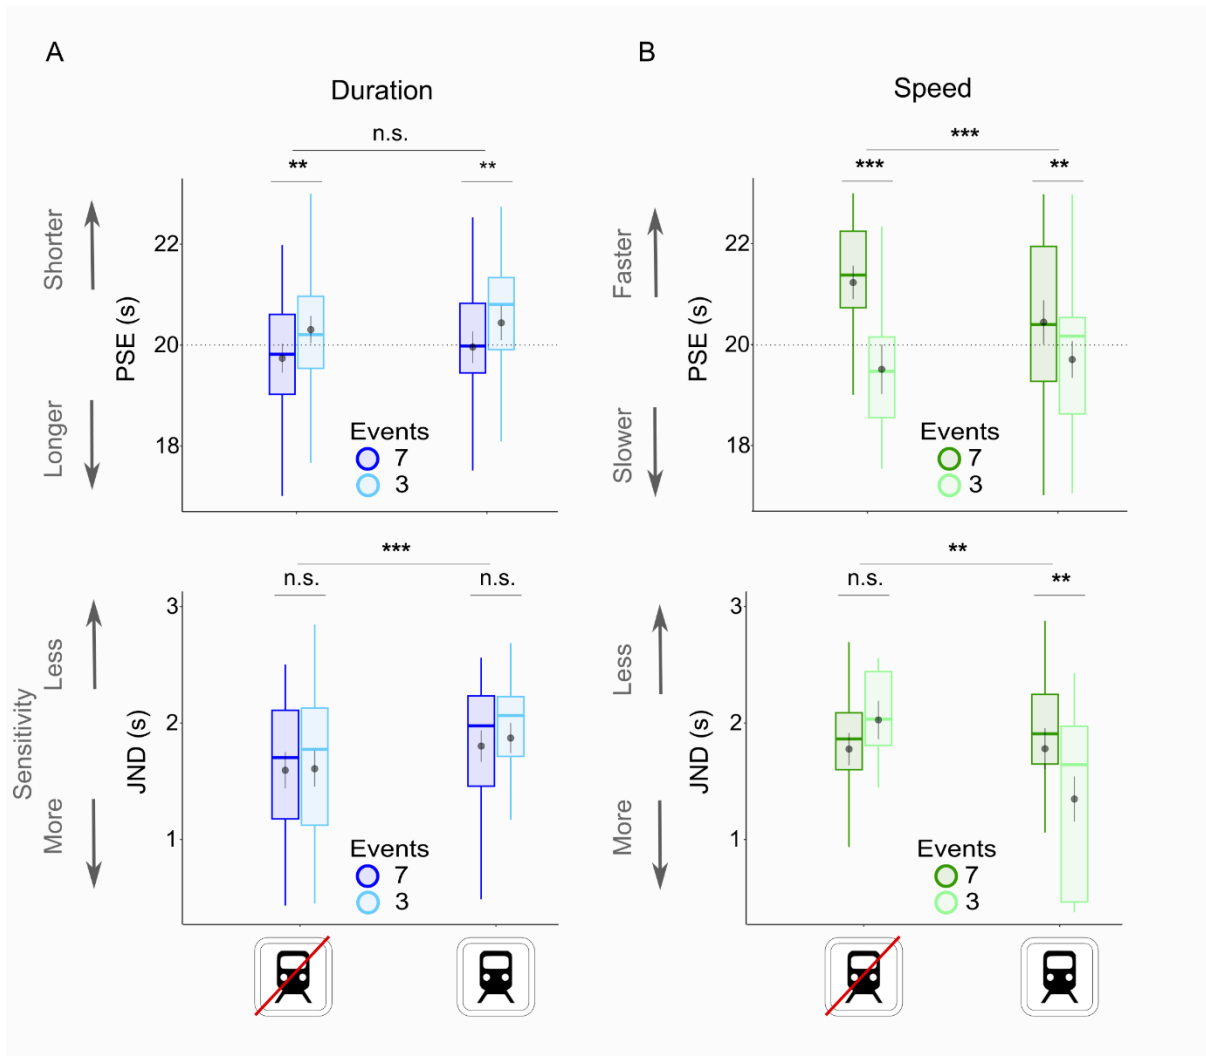 A
B
Duration
Speed
n.s.
***
**
**
***
**
Shorter
Longer
PSE (s)
22
20
18
Events
7
3
Faster
Slower
PSE (s)
22
20
18
Events
7
3
***
n.s.
n.s.
**
n.s.
**
Sensitivity
Less
More
JND (s)
3
2
1
Events
7
3
Less
More
JND (s)
3
2
1
Events
7
3